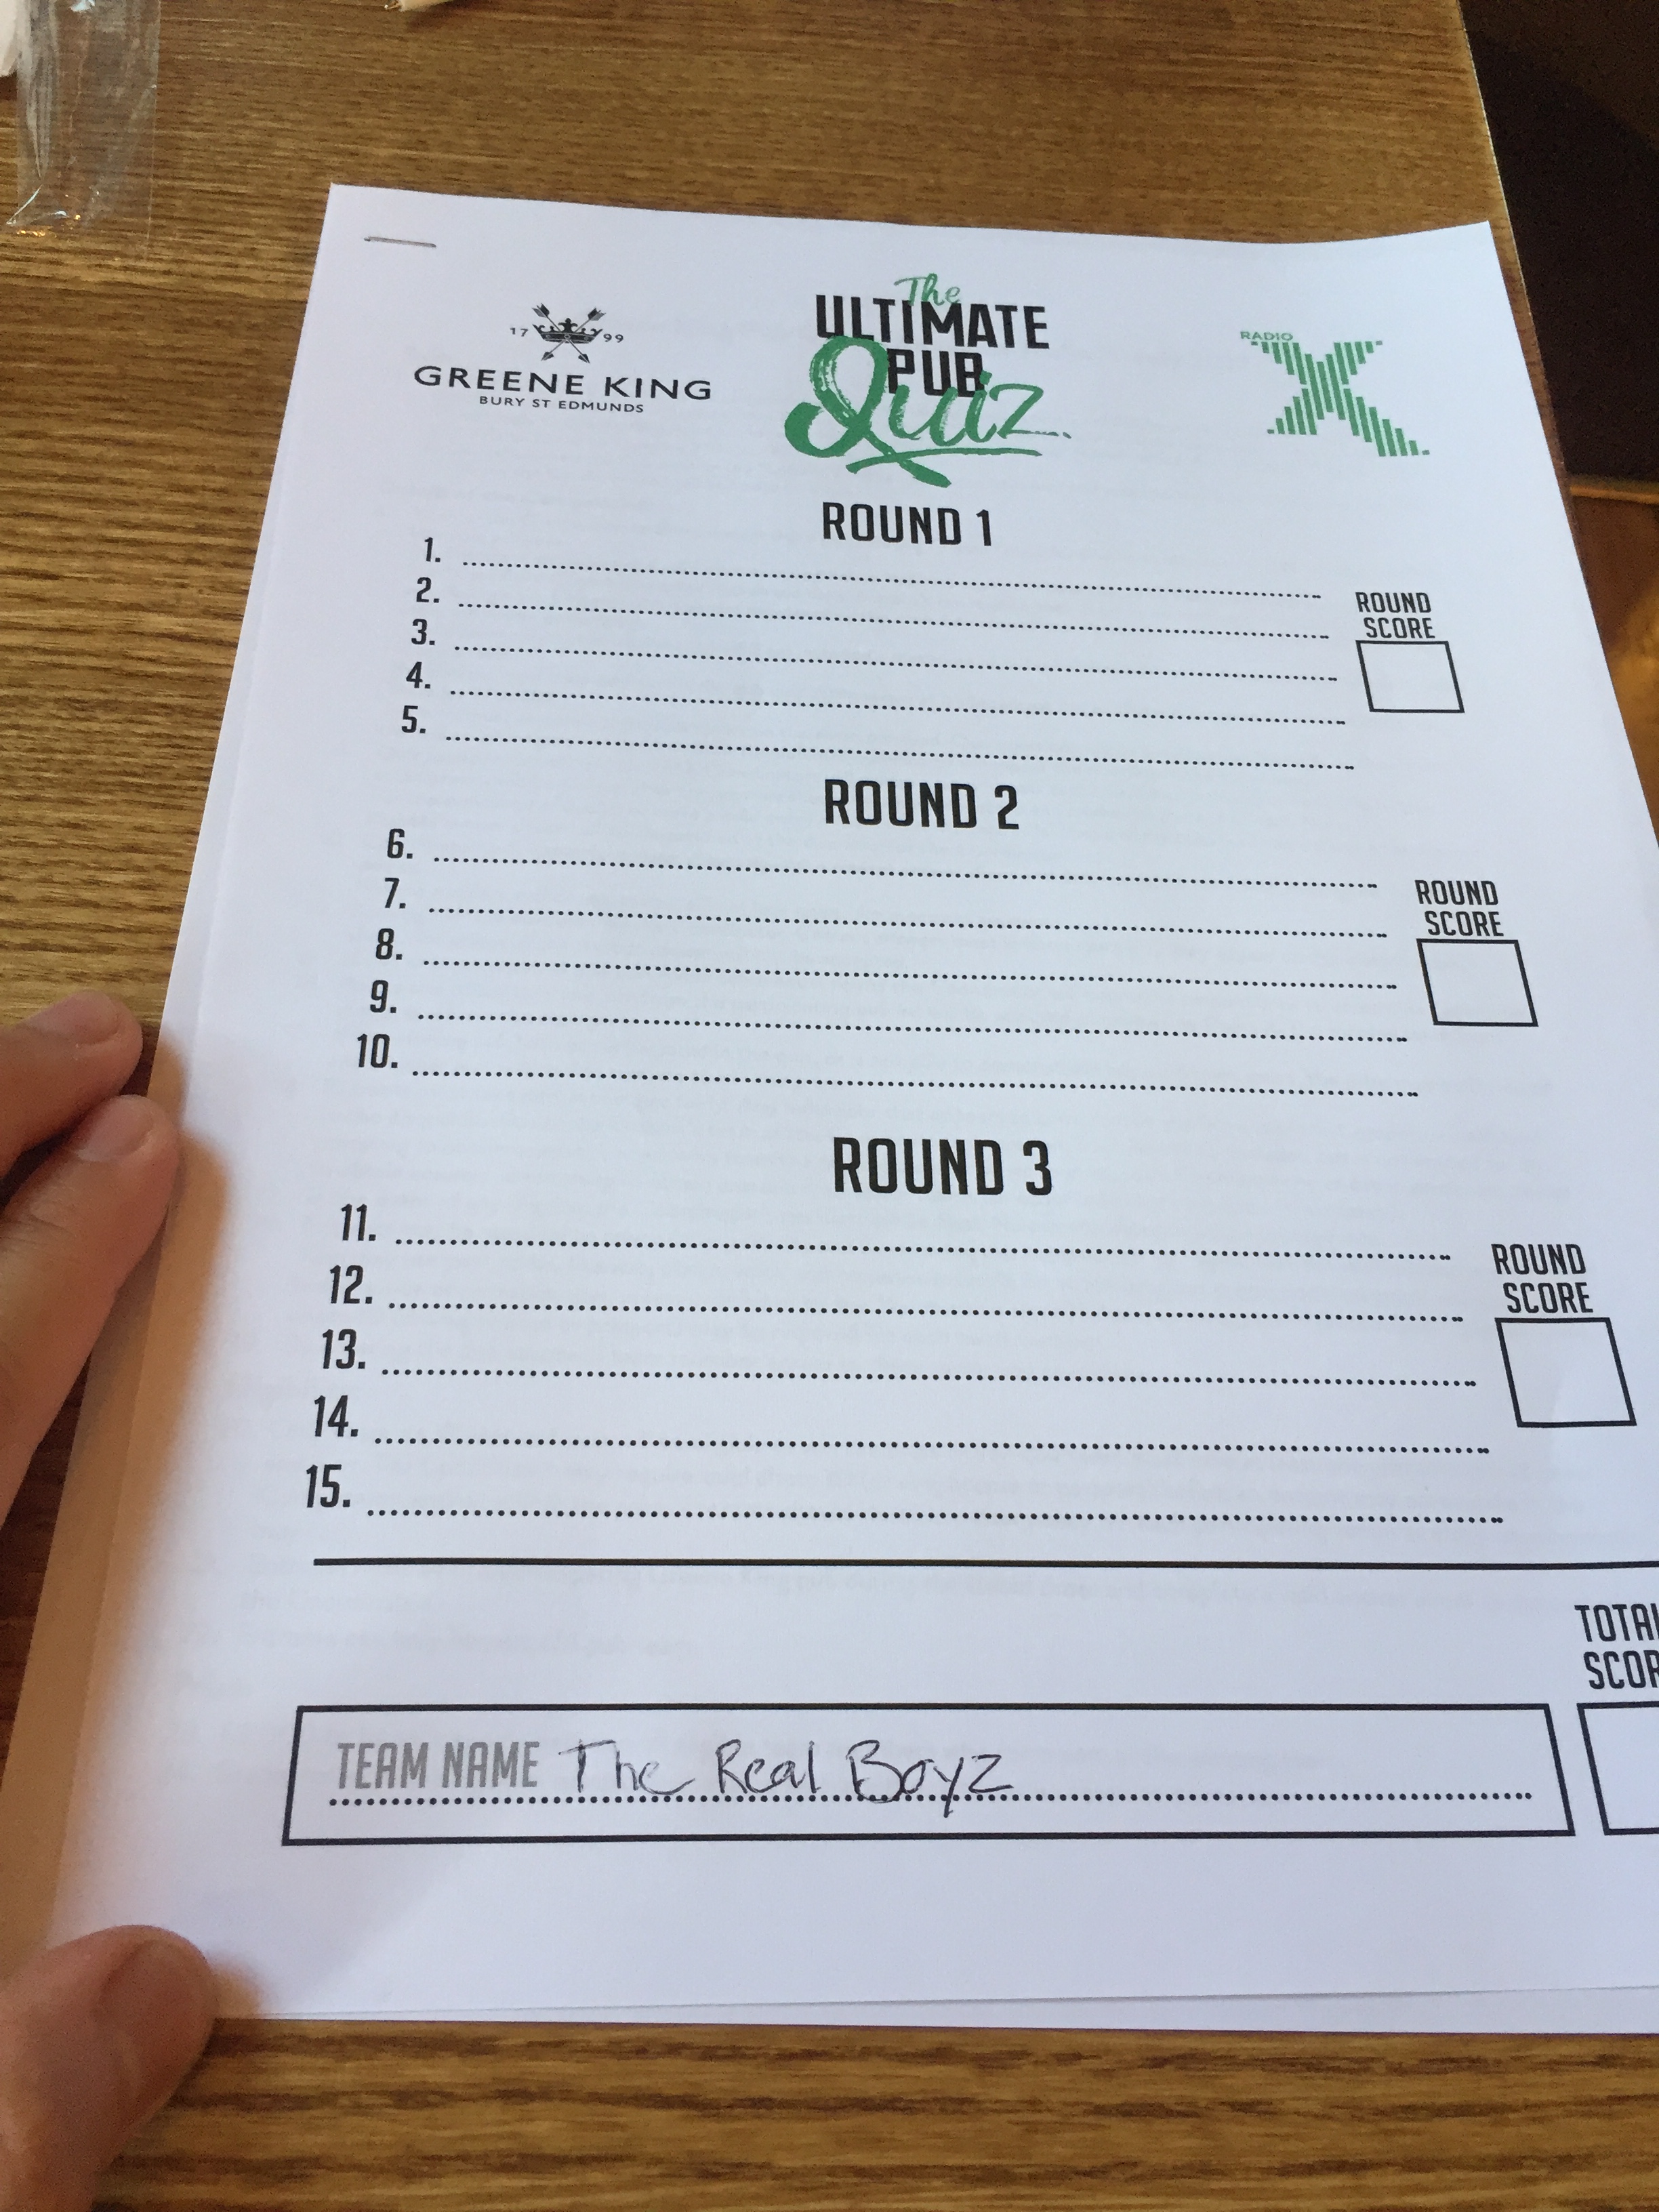 17 99
GREENE KING
BURY ST EDMUNDS
The
ULTIMATE
PUB
Quiz
RADIO
X
ROUND 1
1.
2.
3.
4.
5.
ROUND
SCORE
ROUND 2
6.
7.
8.
9.
10.
ROUND
SCORE
ROUND 3
11.
12.
13.
14.
15.
ROUND
SCORE
TOTAL
SCOR
TEAM NAME The Real Boyz